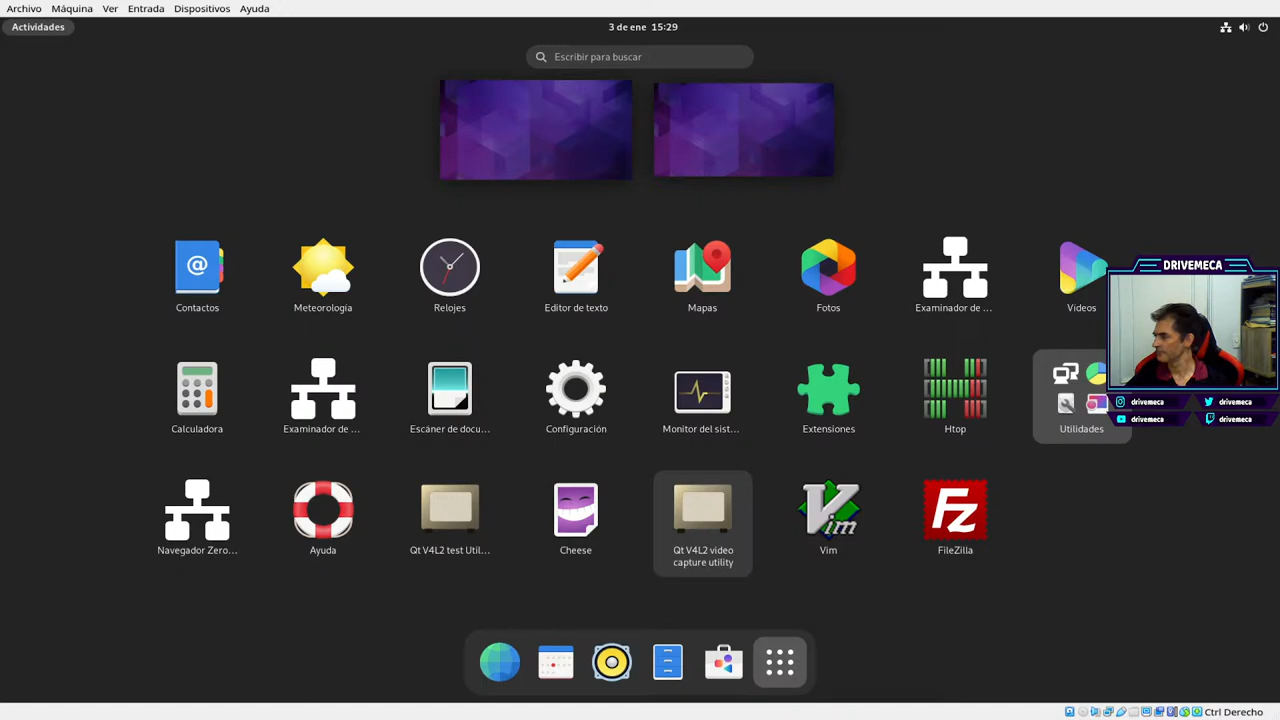 Archivo Máquina Ver Entrada Dispositivos Ayuda
Actividades
3 de ene 15:29
Escribir para buscar
Contactos
Meteorología
Relojes
Editor de texto
Mapas
Fotos
Examinador de ...
Vídeos
DRIVEMECA
Calculadora
Examinador de ...
Escáner de docu...
Configuración
Monitor del sist...
Extensiones
Htop
Utilidades
drivemeca
drivemeca
drivemeca
drivemeca
Navegador Zero...
Ayuda
Qt V4L2 test Util...
Cheese
Qt V4L2 video
capture utility
Vim
FileZilla
Ctrl Derecho